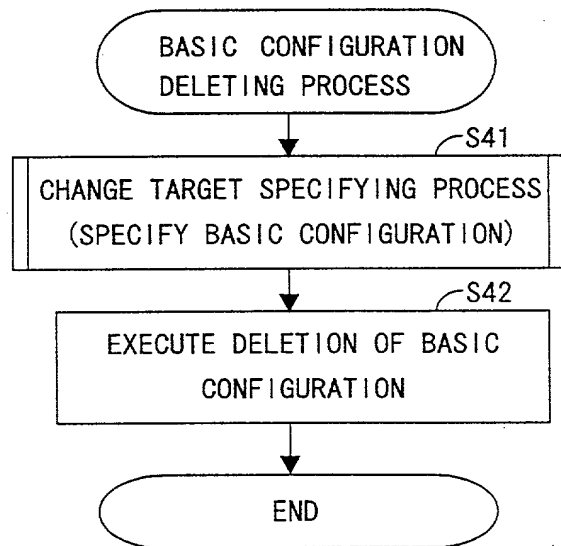 BASIC CONFIGURATION
DELETING PROCESS
S41
CHANGE TARGET SPECIFYING PROCESS
(SPECIFY BASIC CONFIGURATION)
S42
EXECUTE DELETION OF BASIC
CONFIGURATION
END